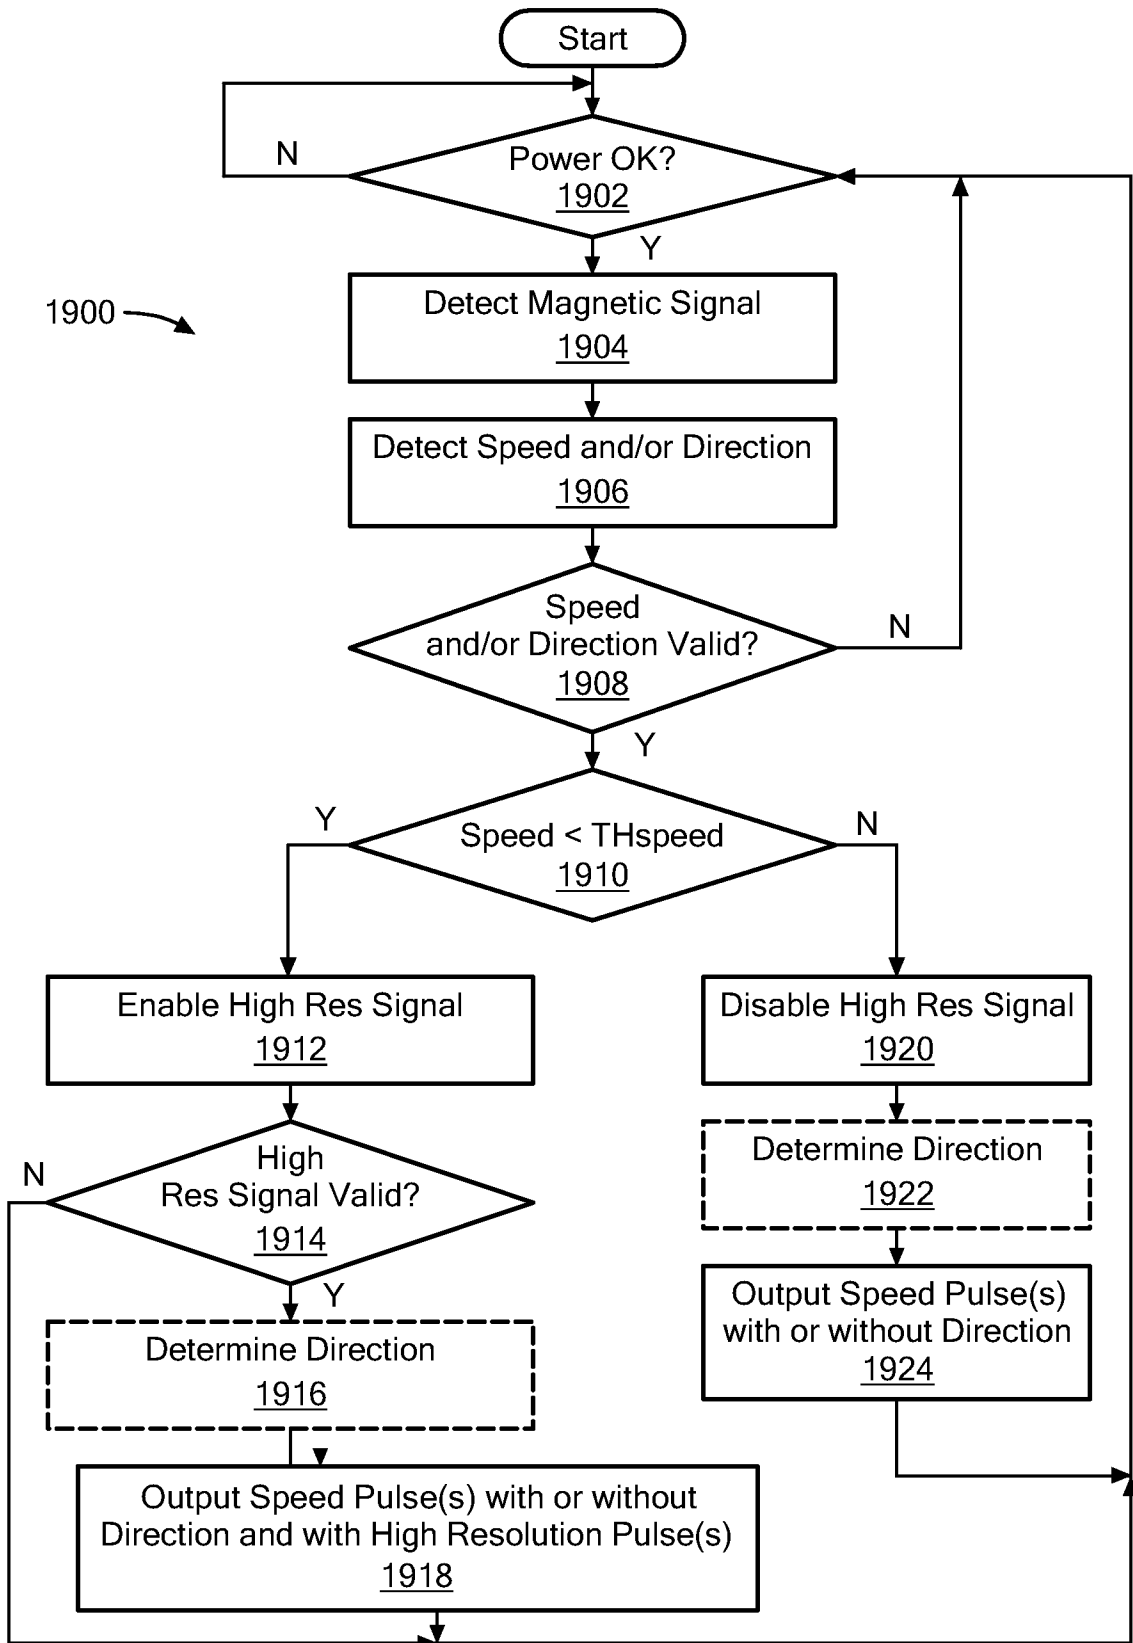 Start
N
Power OK?
1902
Y
1900
Detect Magnetic Signal
1904
Detect Speed and/or Direction
1906
Speed
and/or Direction Valid?
1908
N
Y
Y
Speed < THspeed
1910
N
Enable High Res Signal
1912
Disable High Res Signal
1920
N
High
Res Signal Valid?
1914
Y
Determine Direction
1922
Determine Direction
1916
Output Speed Pulse(s)
with or without Direction
1924
Output Speed Pulse(s) with or without
Direction and with High Resolution Pulse(s)
1918